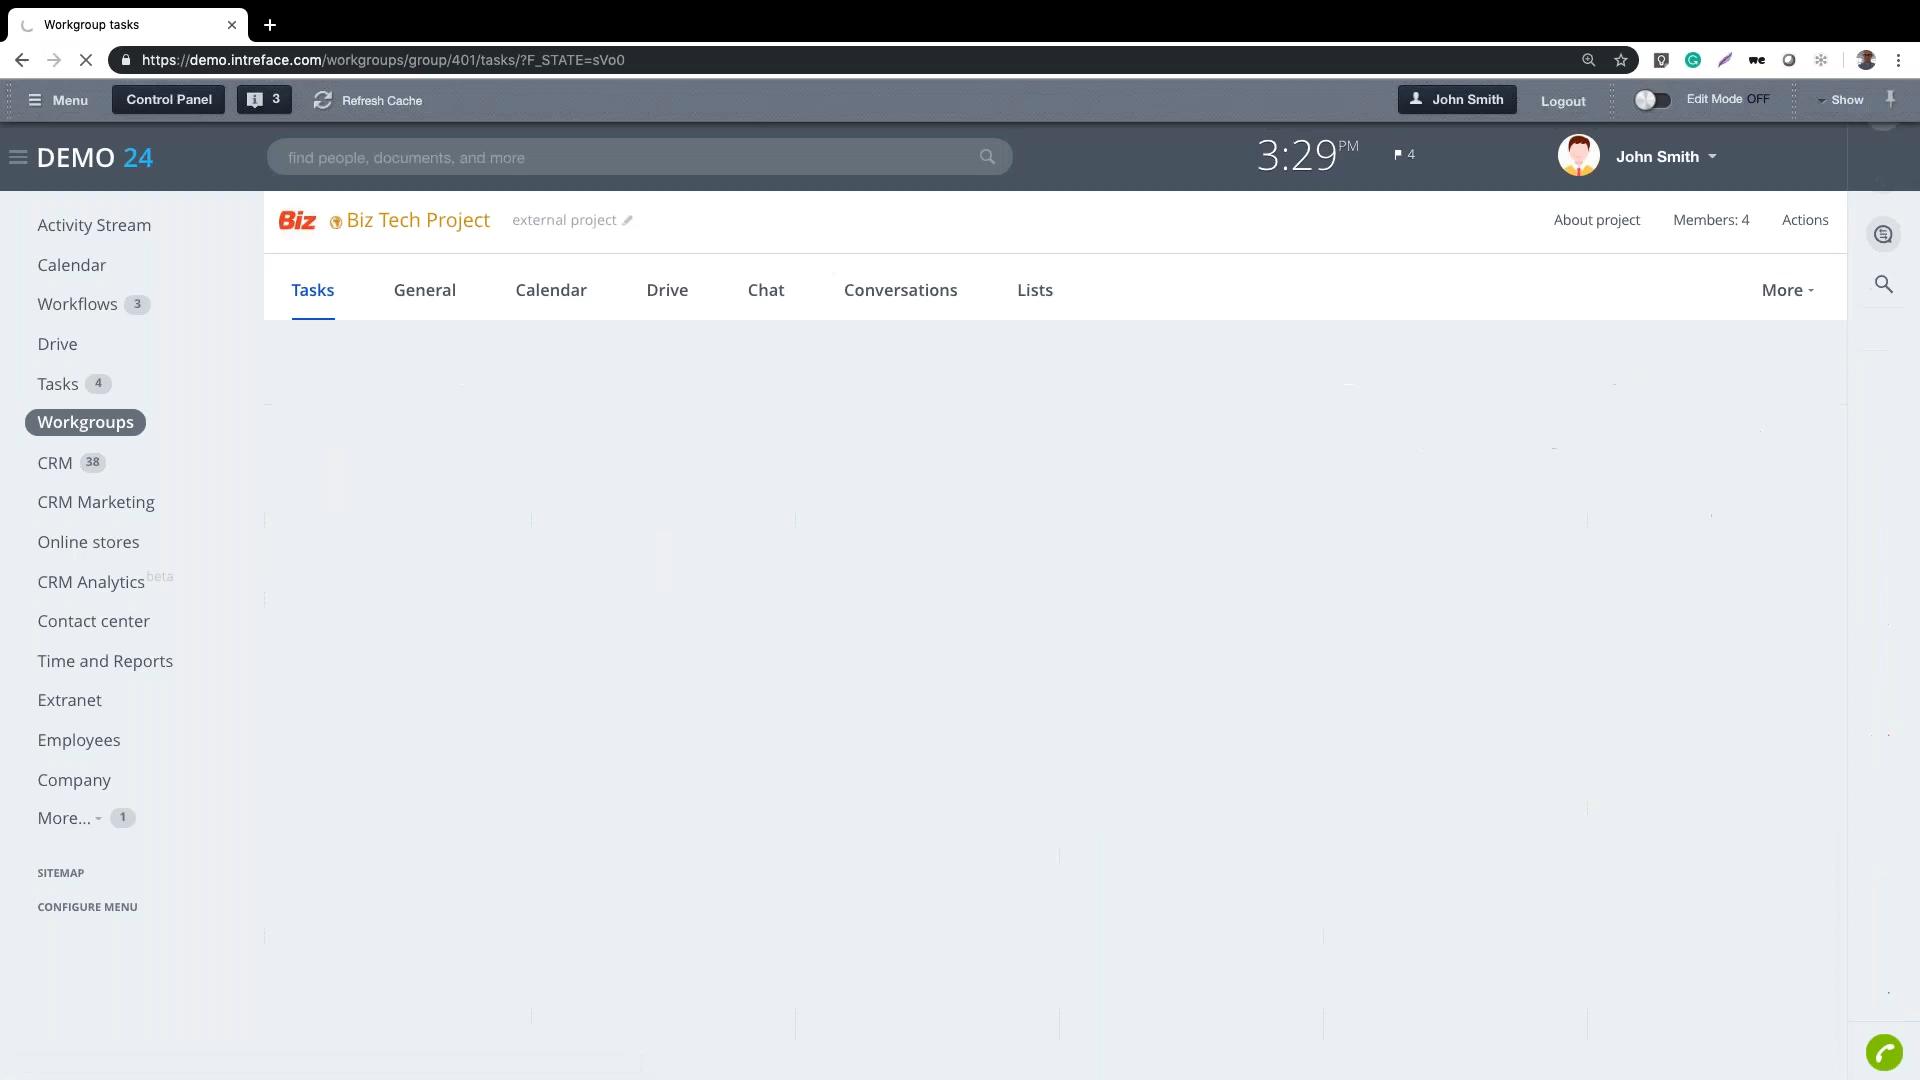 Workgroup tasks
https://demo.intreface.com/workgroups/group/401/tasks/?F_STATE=sVo0
Menu
Control Panel
3
Refresh Cache
John Smith
Logout
Edit Mode OFF
Show
DEMO 24
find people, documents, and more
3:29 PM
4
John Smith
Activity Stream
Calendar
Workflows 3
Drive
Tasks 4
Workgroups
CRM 38
CRM Marketing
Online stores
CRM Analytics beta
Contact center
Time and Reports
Extranet
Employees
Company
More... 1
SITEMAP
CONFIGURE MENU
Biz
Biz Tech Project
external project
About project
Members: 4
Actions
Tasks
General
Calendar
Drive
Chat
Conversations
Lists
More